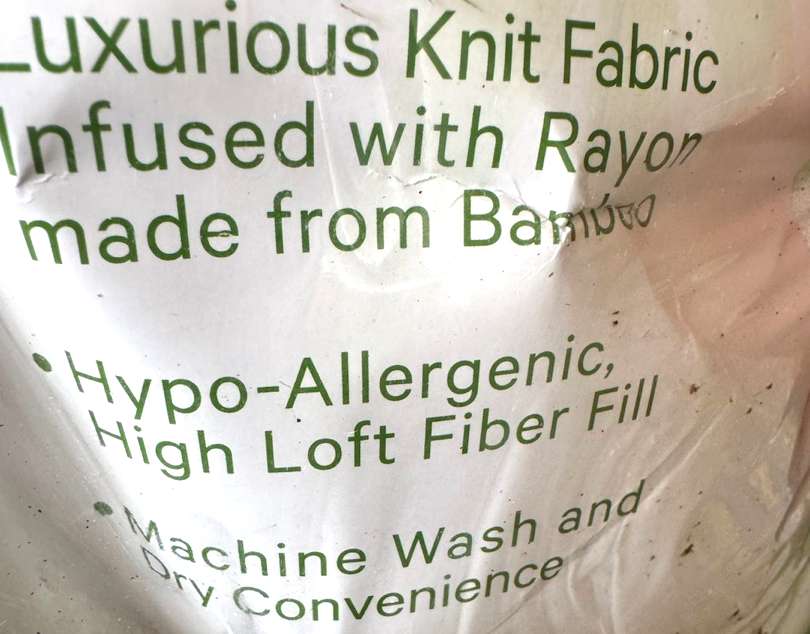 Luxurious Knit Fabric
Infused with Rayon
made from Bamboo
• Hypo-Allergenic,
High Loft Fiber Fill
• Machine Wash and
Dry Convenience